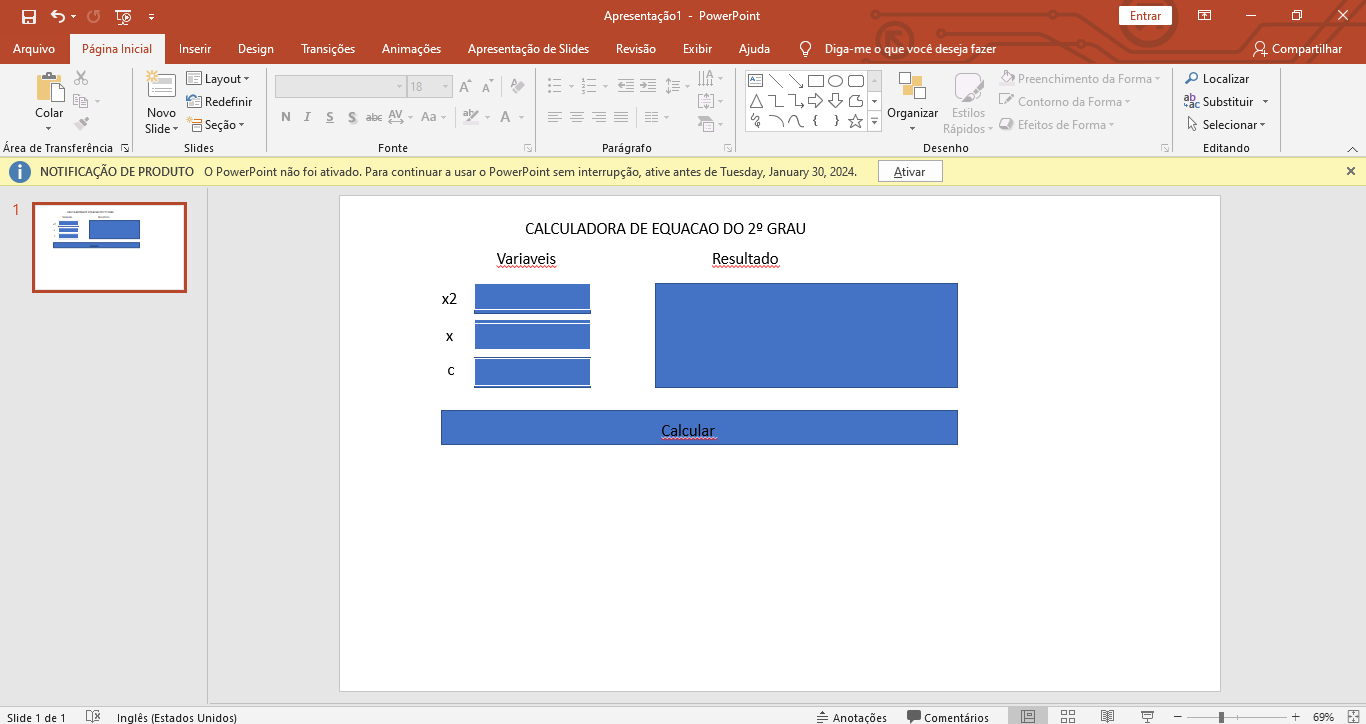 Apresentação1 - PowerPoint
Entrar
Arquivo Página Inicial Inserir Design Transições Animações Apresentação de Slides Revisão Exibir Ajuda Diga-me o que você deseja fazer Compartilhar
Colar
Novo Slide
Layout
Redefinir
Seção
18
N I S S abc AV Aa A
Organizar
Estilos Rápidos
Preenchimento da Forma
Contorno da Forma
Efeitos de Forma
Localizar
Substituir
Selecionar
Área de Transferência Slides Fonte Parágrafo Desenho Editando
NOTIFICAÇÃO DE PRODUTO O PowerPoint não foi ativado. Para continuar a usar o PowerPoint sem interrupção, ative antes de Tuesday, January 30, 2024. Ativar
1
CALCULADORA DE EQUACAO DO 2º GRAU
Variaveis Resultado
x2
x
c
Calcular
Slide 1 de 1 Inglês (Estados Unidos) Anotações Comentários 69%